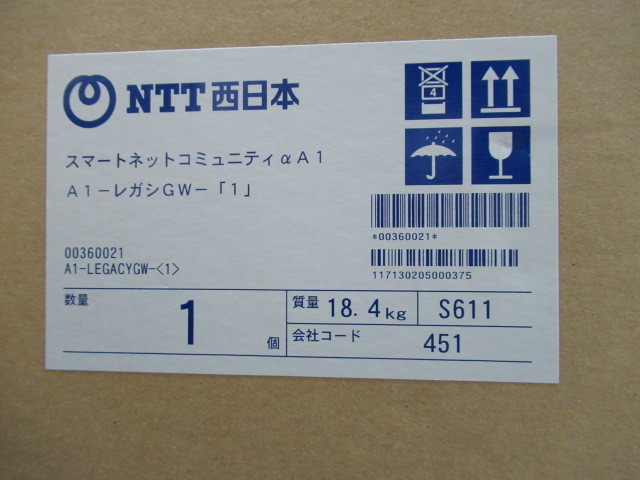 NTT西日本
4
スマートネットコミュニティαA1
A1-レガシGW-「1」
*00360021*
00360021
A1-LEGACYGW-<1>
117130205000375
数量
1
個
質量 18.4kg
S611
会社コード
451